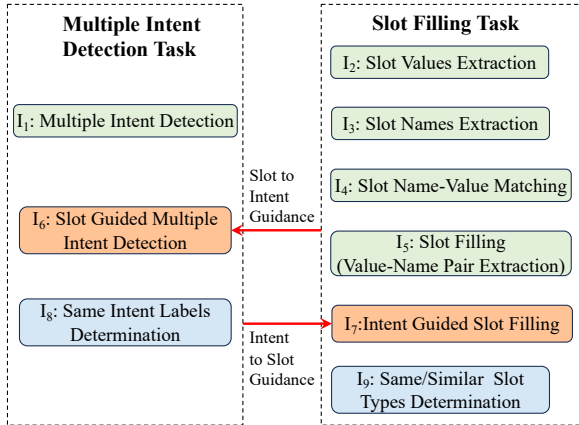 Multiple Intent
Detection Task
I₁: Multiple Intent Detection
I₆: Slot Guided Multiple
Intent Detection
I₈: Same Intent Labels
Determination
Slot to
Intent
Guidance
Intent
to Slot
Guidance
Slot Filling Task
I₂: Slot Values Extraction
I₃: Slot Names Extraction
I₄: Slot Name-Value Matching
I₅: Slot Filling
(Value-Name Pair Extraction)
I₇:Intent Guided Slot Filling
I₉: Same/Similar Slot
Types Determination